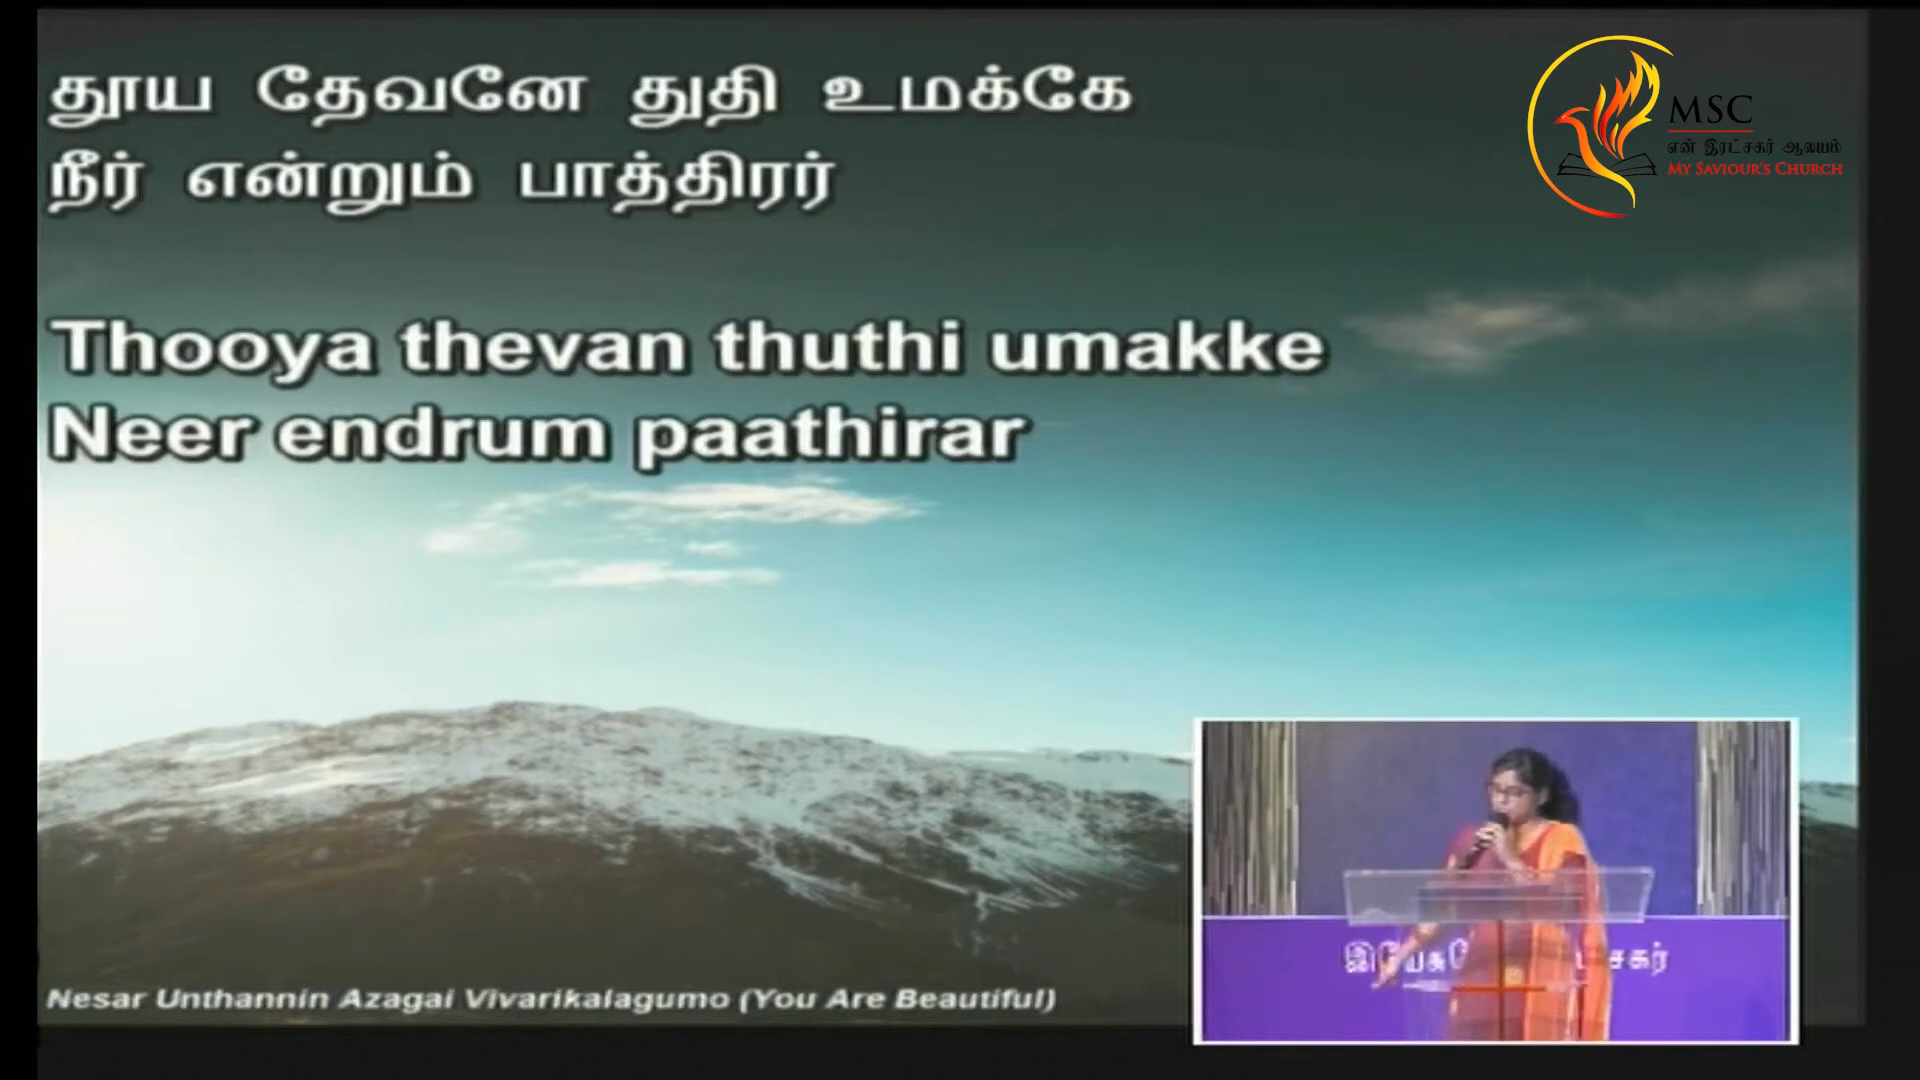 தூய தேவனே துதி உமக்கே
நீர் என்றும் பாத்திரர்
Thooya thevan thuthi umakke
Neer endrum paathirar
Nesar Unthannin Azagai Vivarikalagumo (You Are Beautiful)
MSC
என் இரட்சகர் ஆலயம்
MY SAVIOUR'S CHURCH